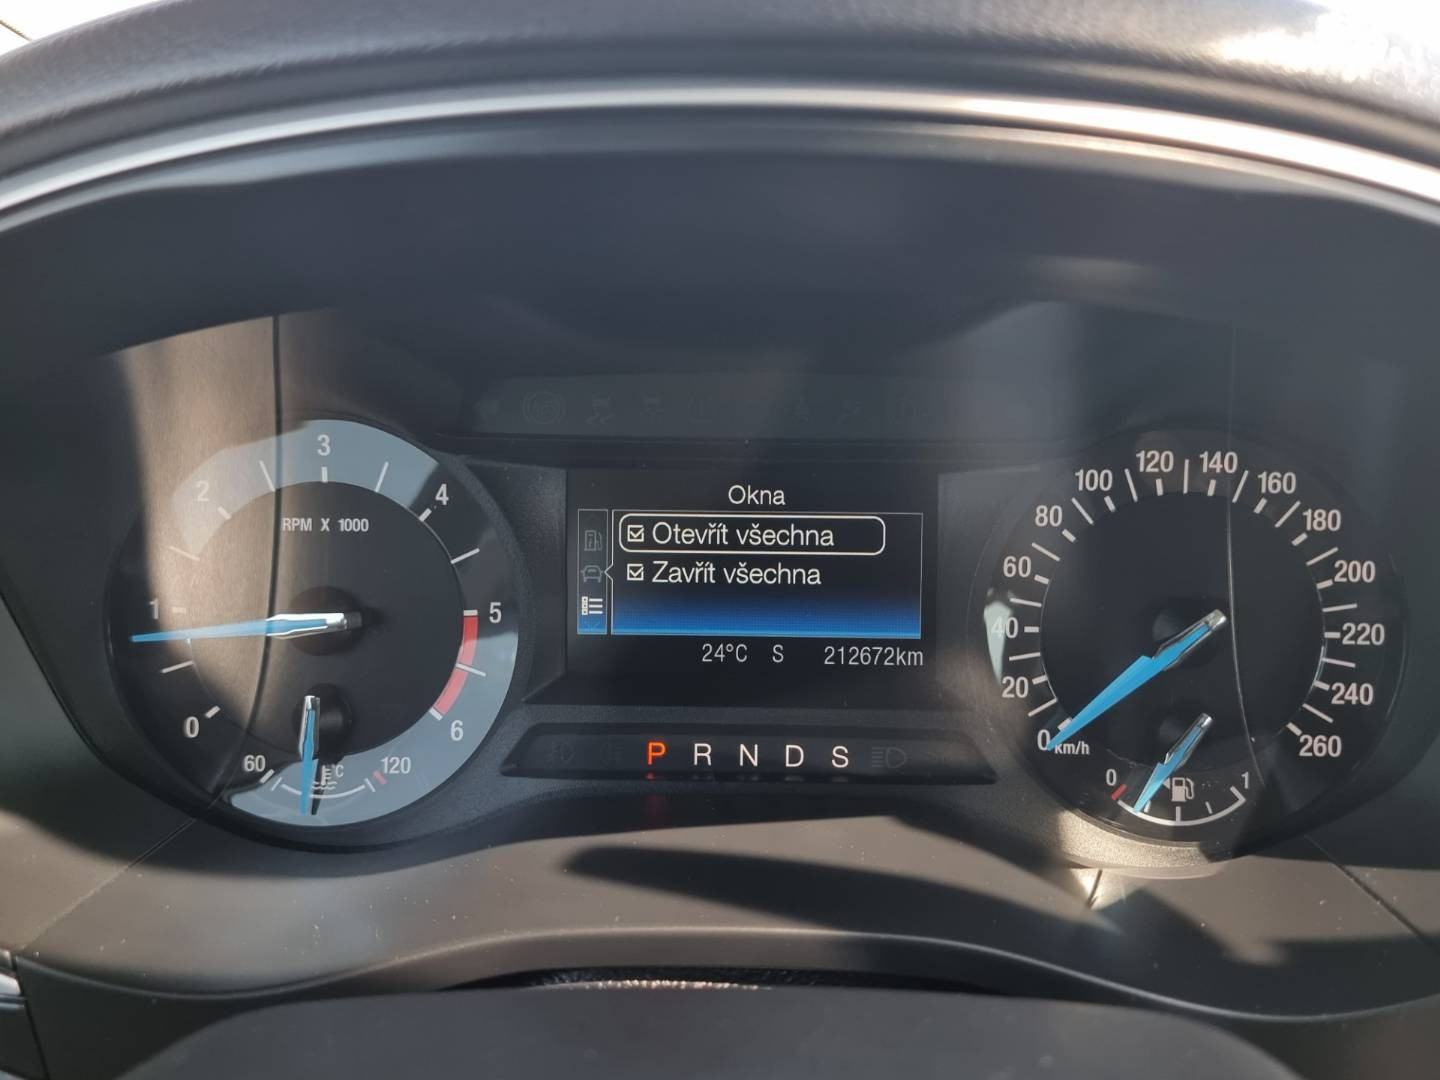 Okna
Otevřít všechna
Zavřít všechna
24°C S 212672km
P R N D S
RPM X 1000
0 1 2 3 4 5 6
60 °C 120
0 20 40 60 80 100 120 140 160 180 200 220 240 260
km/h
0 1